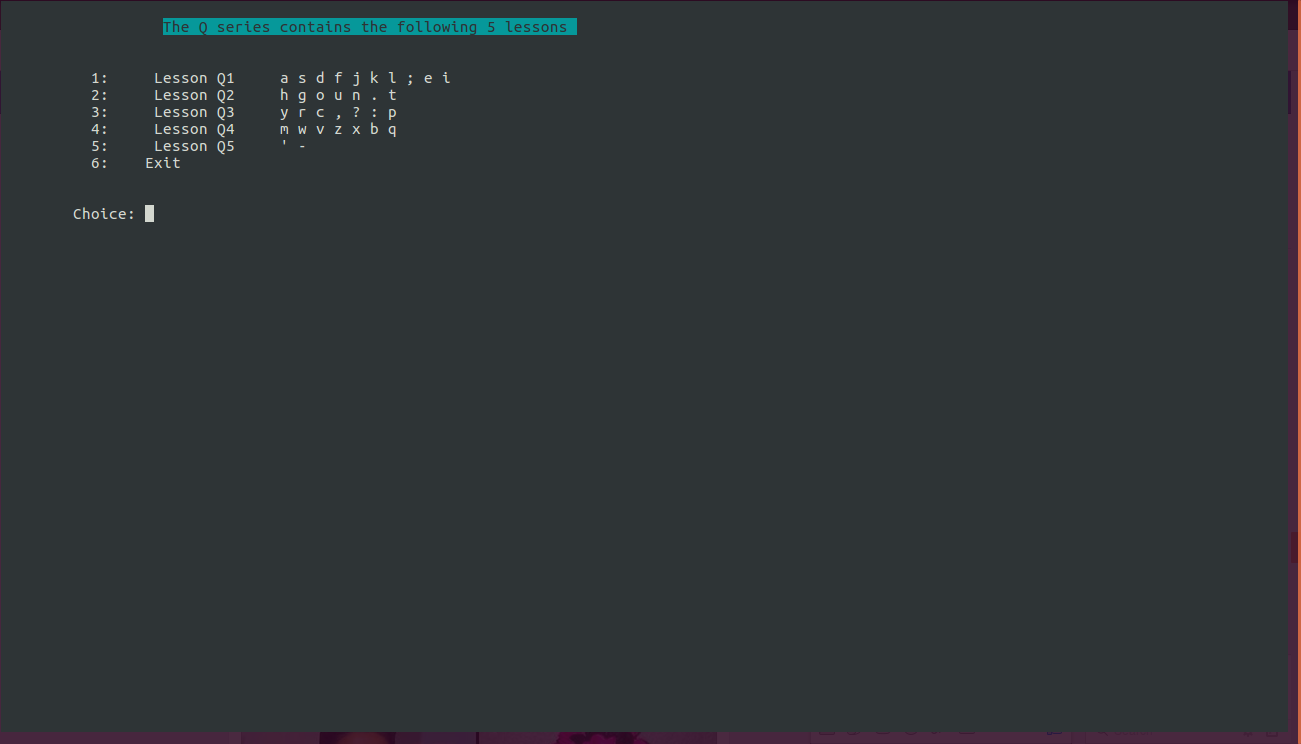 The Q series contains the following 5 lessons
1: Lesson Q1 a s d f j k l ; e i
2: Lesson Q2 h g o u n . t
3: Lesson Q3 y r c , ? : p
4: Lesson Q4 m w v z x b q
5: Lesson Q5 ' -
6: Exit
Choice: